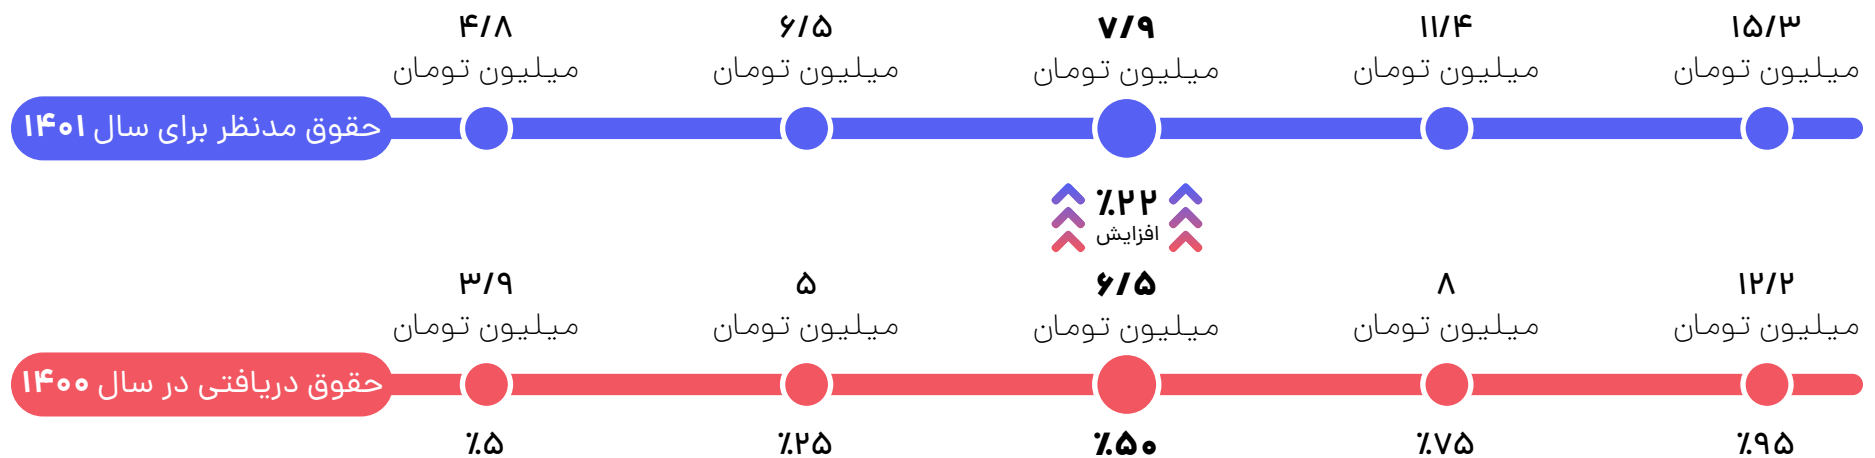 ۴/۸
میلیون تومان
۶/۵
میلیون تومان
۷/۹
میلیون تومان
۱۱/۴
میلیون تومان
۱۵/۳
میلیون تومان
حقوق مدنظر برای سال ۱۴۰۱
٪۲۲
افزایش
۳/۹
میلیون تومان
۵
میلیون تومان
۶/۵
میلیون تومان
۸
میلیون تومان
۱۲/۲
میلیون تومان
حقوق دریافتی در سال ۱۴۰۰
٪۵
٪۲۵
٪۵۰
٪۷۵
٪۹۵